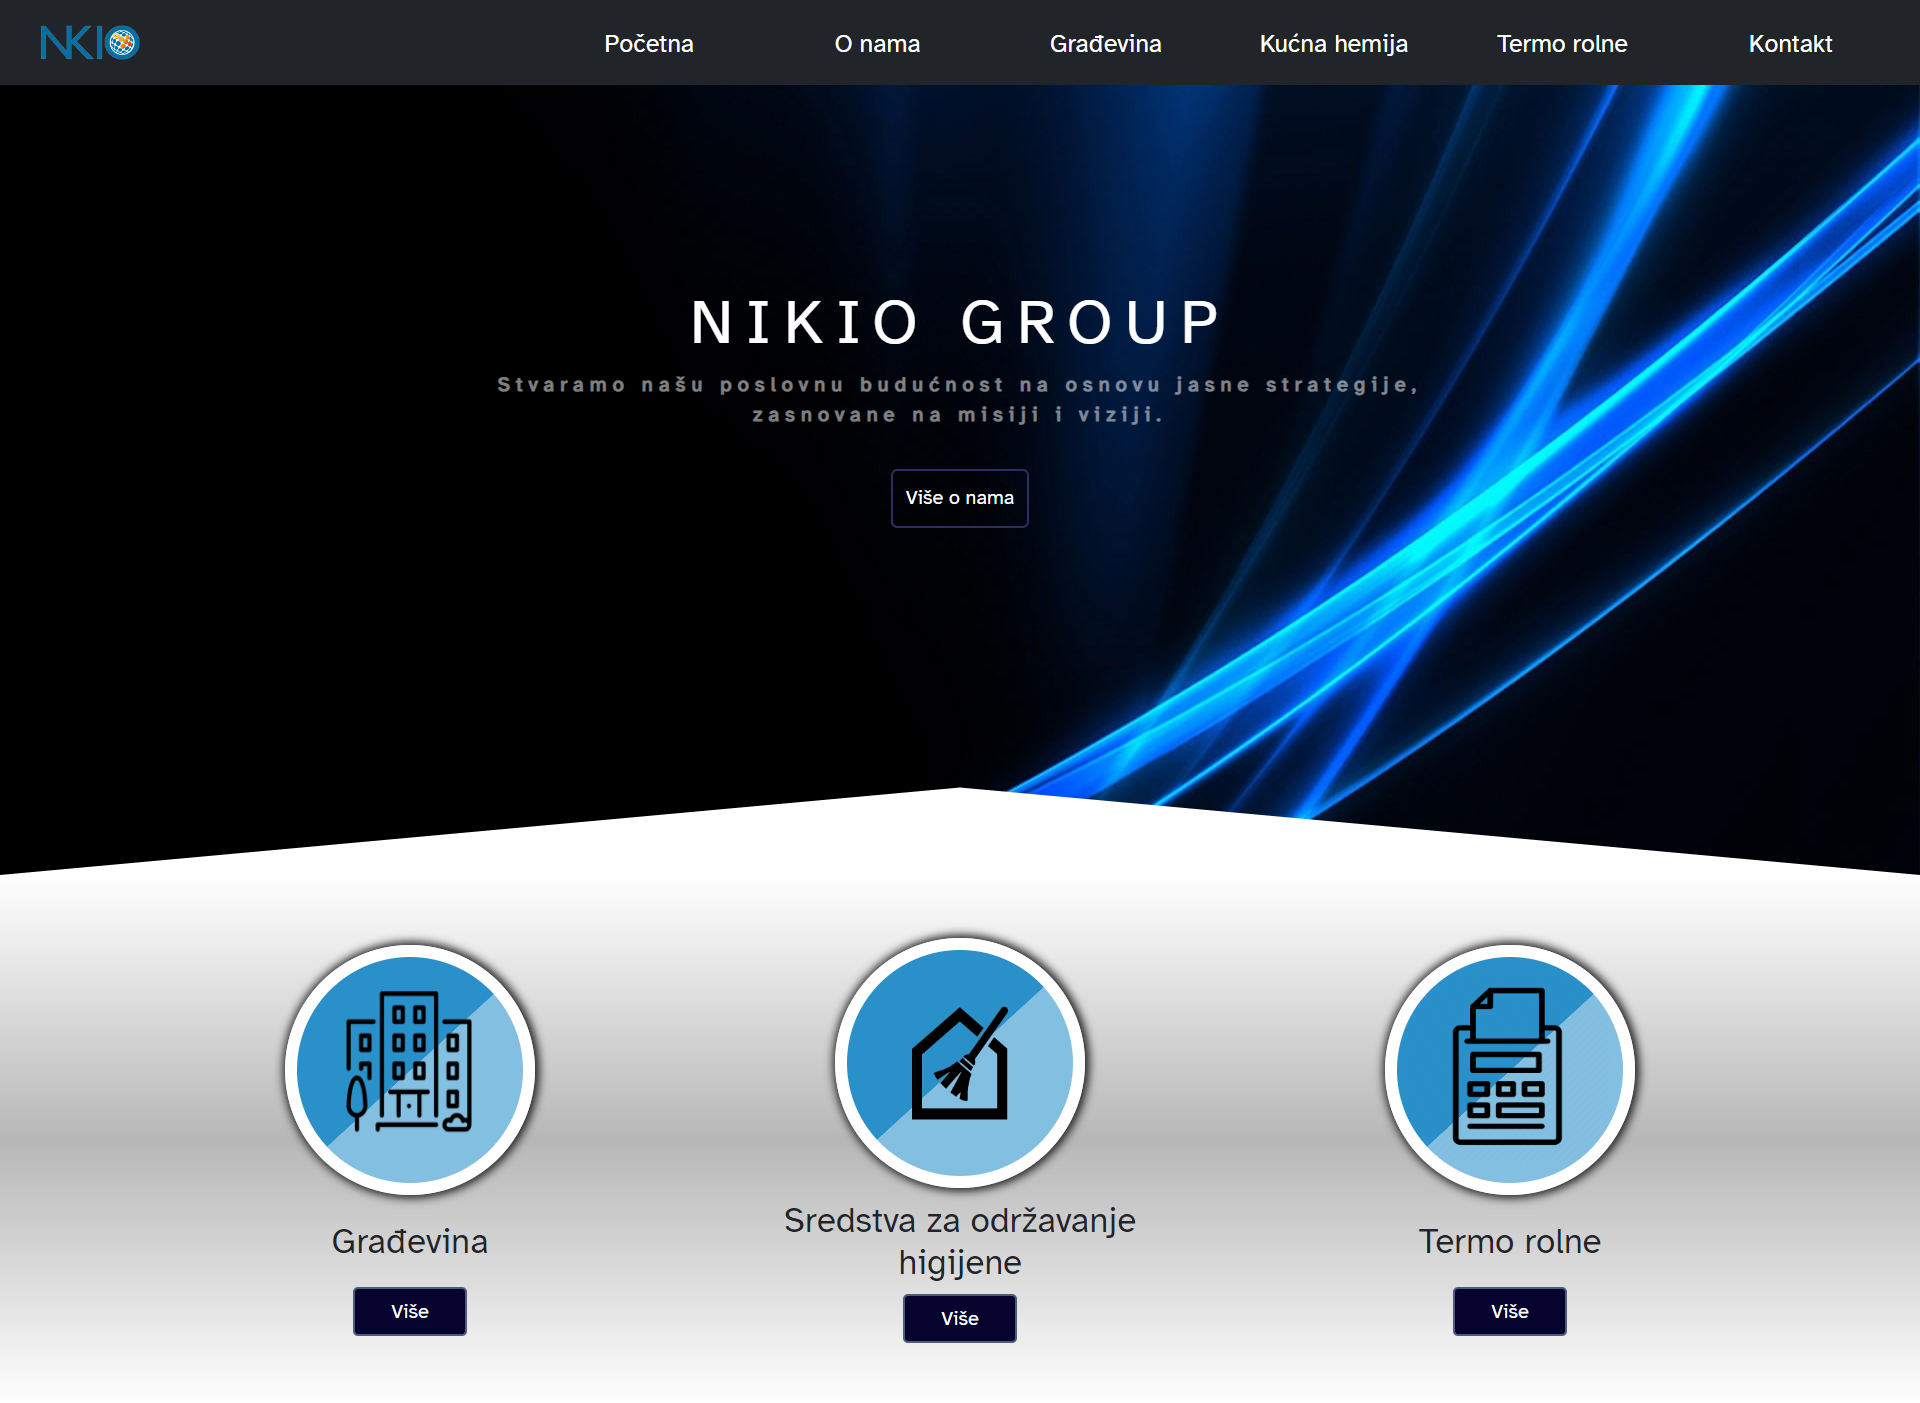 NKIO
Početna
O nama
Građevina
Kućna hemija
Termo rolne
Kontakt
NIKIO GROUP
Stvaramo našu poslovnu budućnost na osnovu jasne strategije,
zasnovane na misiji i viziji.
Više o nama
Građevina
Sredstva za održavanje
higijene
Termo rolne
Više
Više
Više